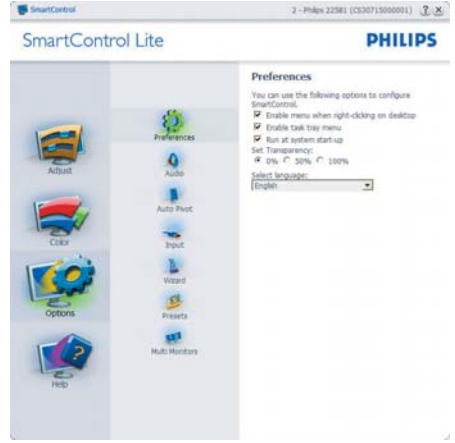 SmartControl
2 - Philips 225B1 (CS30715000001)
? X
SmartControl Lite
PHILIPS
Adjust
Color
Options
Help
Preferences
Audio
Auto Pivot
Input
Wizard
Presets
Multi Monitors
Preferences
You can use the following options to configure
SmartControl.
Enable menu when right-clicking on desktop
Enable task tray menu
Run at system start-up
Set Transparency:
0% 50% 100%
Select language:
English